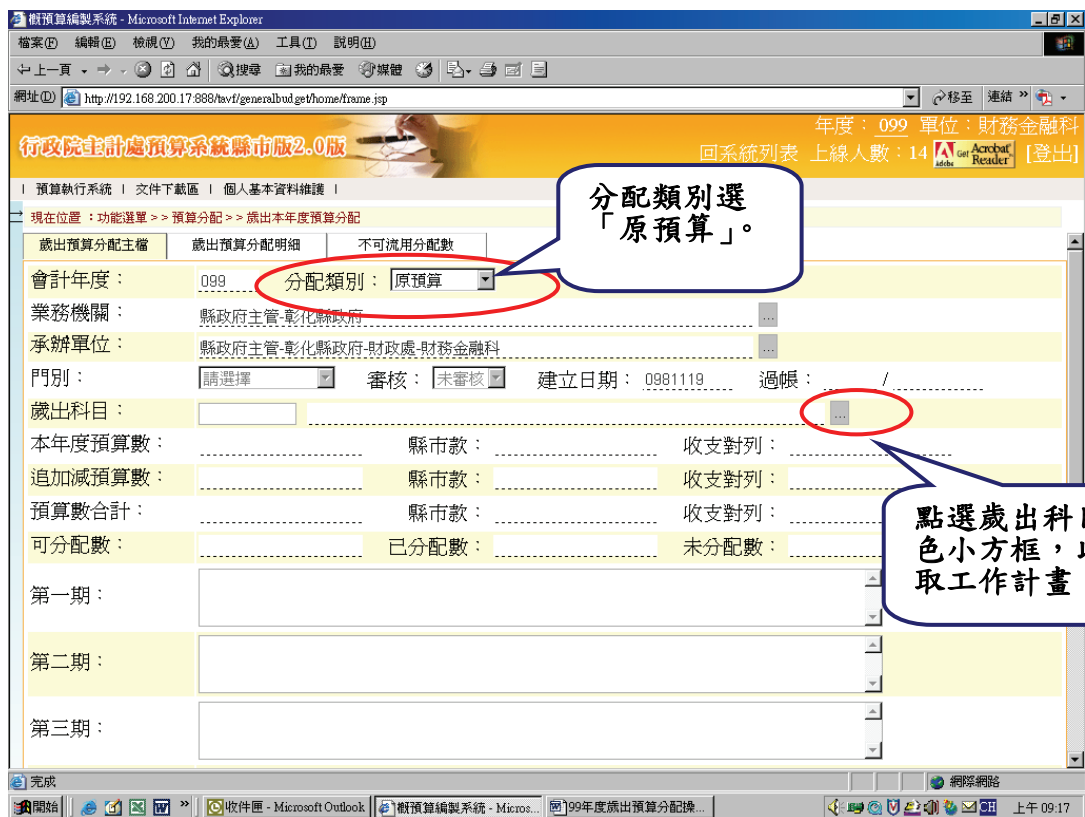 概預算編製系統 - Microsoft Internet Explorer
檔案(F) 編輯(E) 檢視(V) 我的最愛(A) 工具(T) 說明(H)
上一頁 搜尋 我的最愛 媒體
網址(D) http://192.168.200.17:888/tavf/generalbudget/home/frame.jsp 移至 連結 »
行政院主計處預算系統縣市版2.0版
年度：099 單位：財務金融科
回系統列表 上線人數：14 Adobe Get Acrobat Reader [登出]
| 預算執行系統 | 文件下載區 | 個人基本資料維護 |
現在位置：功能選單>>預算分配>>歲出本年度預算分配
歲出預算分配主檔 歲出預算分配明細 不可流用分配數
會計年度： 099 分配類別： 原預算
業務機關： 縣政府主管-彰化縣政府 ...
承辦單位： 縣政府主管-彰化縣政府-財政處-財務金融科 ...
門別： 請選擇 審核： 未審核 建立日期： 0981119 過帳： /
歲出科目： ...
本年度預算數： 縣市款： 收支對列：
追加減預算數： 縣市款： 收支對列：
預算數合計： 縣市款： 收支對列：
可分配數： 已分配數： 未分配數：
第一期：
第二期：
第三期：
分配類別選
「原預算」。
點選歲出科
色小方框，
取工作計畫
完成 網際網路
開始 » 收件匣 - Microsoft Outlook 概預算編製系統 - Micros... 99年度歲出預算分配操... CH 上午 09:17